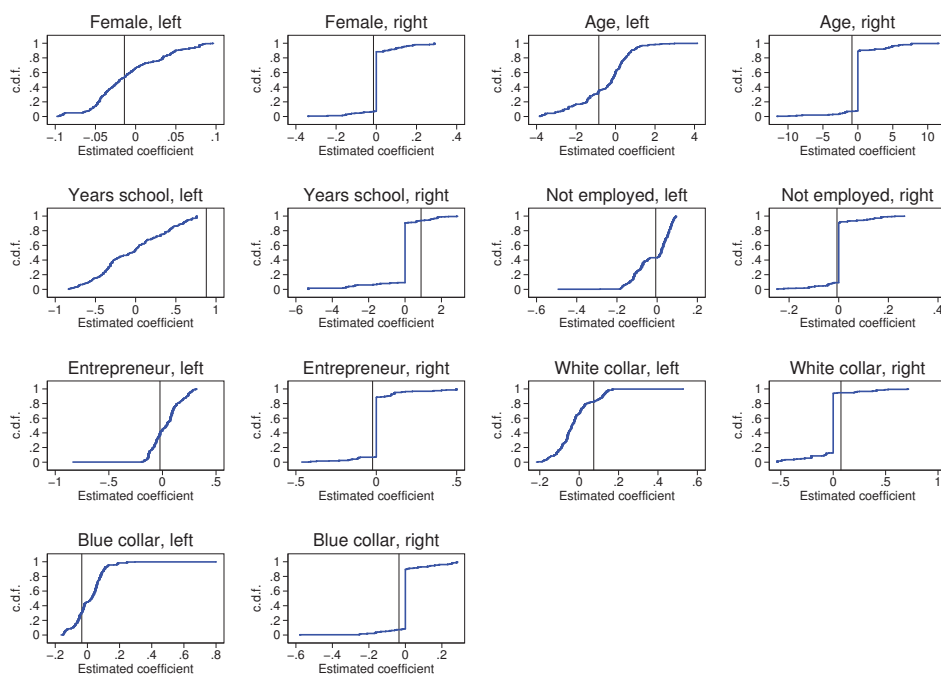 Female, left
c.d.f.
1
.8
.6
.4
.2
0
−.1 −.05 0 .05 .1
Estimated coefficient
Female, right
c.d.f.
1
.8
.6
.4
.2
0
−.4 −.2 0 .2 .4
Estimated coefficient
Age, left
c.d.f.
1
.8
.6
.4
.2
0
−4 −2 0 2 4
Estimated coefficient
Age, right
c.d.f.
1
.8
.6
.4
.2
0
−10 −5 0 5 10
Estimated coefficient
Years school, left
c.d.f.
1
.8
.6
.4
.2
0
−1 −.5 0 .5 1
Estimated coefficient
Years school, right
c.d.f.
1
.8
.6
.4
.2
0
−6 −4 −2 0 2
Estimated coefficient
Not employed, left
c.d.f.
1
.8
.6
.4
.2
0
−.6 −.4 −.2 0 .2
Estimated coefficient
Not employed, right
c.d.f.
1
.8
.6
.4
.2
0
−.2 0 .2 .4
Estimated coefficient
Entrepreneur, left
c.d.f.
1
.8
.6
.4
.2
0
−1 −.5 0 .5
Estimated coefficient
Entrepreneur, right
c.d.f.
1
.8
.6
.4
.2
0
−.5 0 .5
Estimated coefficient
White collar, left
c.d.f.
1
.8
.6
.4
.2
0
−.2 0 .2 .4 .6
Estimated coefficient
White collar, right
c.d.f.
1
.8
.6
.4
.2
0
−.5 0 .5 1
Estimated coefficient
Blue collar, left
c.d.f.
1
.8
.6
.4
.2
0
−.2 0 .2 .4 .6 .8
Estimated coefficient
Blue collar, right
c.d.f.
1
.8
.6
.4
.2
0
−.6 −.4 −.2 0 .2
Estimated coefficient